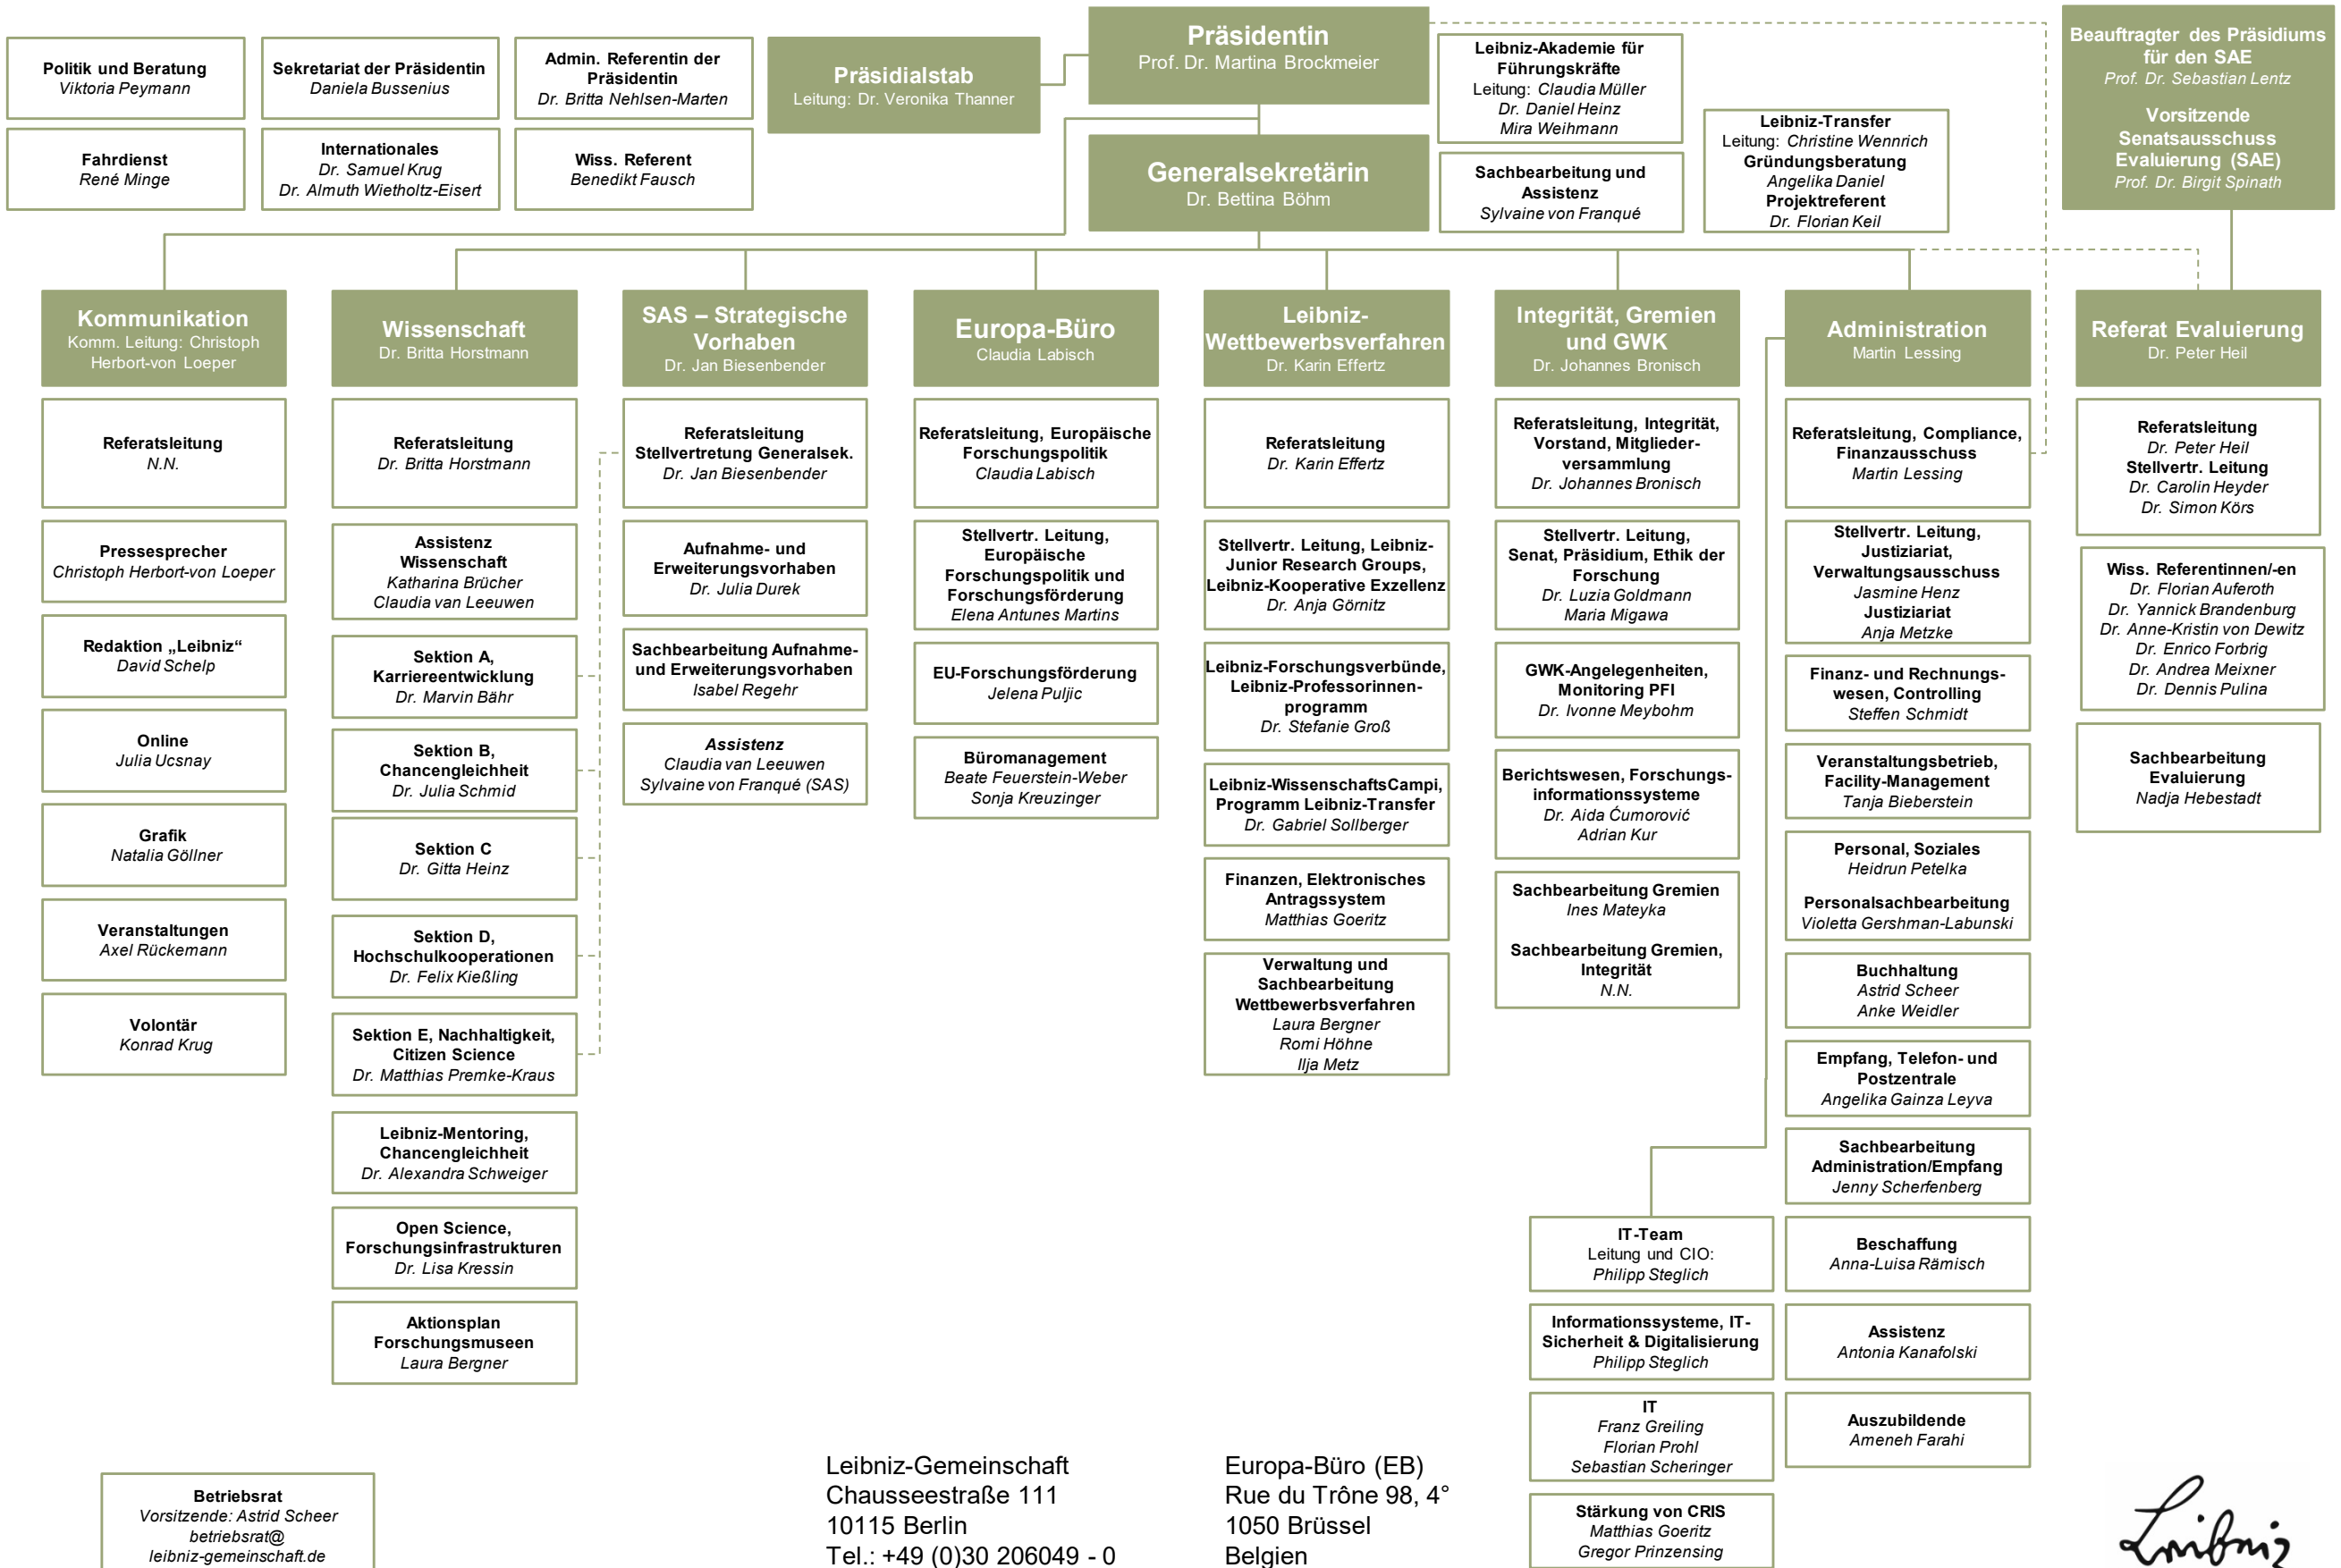 Politik und Beratung
Viktoria Peymann
Sekretariat der Präsidentin
Daniela Bussenius
Admin. Referentin der
Präsidentin
Dr. Britta Nehlsen-Marten
Fahrdienst
René Minge
Internationales
Dr. Samuel Krug
Dr. Almuth Wietholtz-Eisert
Wiss. Referent
Benedikt Fausch
Präsidialstab
Leitung: Dr. Veronika Thanner
Präsidentin
Prof. Dr. Martina Brockmeier
Generalsekretärin
Dr. Bettina Böhm
Leibniz-Akademie für
Führungskräfte
Leitung: Claudia Müller
Dr. Daniel Heinz
Mira Weihmann
Sachbearbeitung und
Assistenz
Sylvaine von Franqué
Leibniz-Transfer
Leitung: Christine Wennrich
Gründungsberatung
Angelika Daniel
Projektreferent
Dr. Florian Keil
Beauftragter des Präsidiums
für den SAE
Prof. Dr. Sebastian Lentz
Vorsitzende
Senatsausschuss
Evaluierung (SAE)
Prof. Dr. Birgit Spinath
Kommunikation
Komm. Leitung: Christoph
Herbort-von Loeper
Referatsleitung
N.N.
Pressesprecher
Christoph Herbort-von Loeper
Redaktion „Leibniz“
David Schelp
Online
Julia Ucsnay
Grafik
Natalia Göllner
Veranstaltungen
Axel Rückemann
Volontär
Konrad Krug
Wissenschaft
Dr. Britta Horstmann
Referatsleitung
Dr. Britta Horstmann
Assistenz
Wissenschaft
Katharina Brücher
Claudia van Leeuwen
Sektion A,
Karriereentwicklung
Dr. Marvin Bähr
Sektion B,
Chancengleichheit
Dr. Julia Schmid
Sektion C
Dr. Gitta Heinz
Sektion D,
Hochschulkooperationen
Dr. Felix Kießling
Sektion E, Nachhaltigkeit,
Citizen Science
Dr. Matthias Premke-Kraus
Leibniz-Mentoring,
Chancengleichheit
Dr. Alexandra Schweiger
Open Science,
Forschungsinfrastrukturen
Dr. Lisa Kressin
Aktionsplan
Forschungsmuseen
Laura Bergner
SAS – Strategische
Vorhaben
Dr. Jan Biesenbender
Referatsleitung
Stellvertretung Generalsek.
Dr. Jan Biesenbender
Aufnahme- und
Erweiterungsvorhaben
Dr. Julia Durek
Sachbearbeitung Aufnahme-
und Erweiterungsvorhaben
Isabel Regehr
Assistenz
Claudia van Leeuwen
Sylvaine von Franqué (SAS)
Europa-Büro
Claudia Labisch
Referatsleitung, Europäische
Forschungspolitik
Claudia Labisch
Stellvertr. Leitung,
Europäische
Forschungspolitik und
Forschungsförderung
Elena Antunes Martins
EU-Forschungsförderung
Jelena Puljic
Büromanagement
Beate Feuerstein-Weber
Sonja Kreuzinger
Leibniz-
Wettbewerbsverfahren
Dr. Karin Effertz
Referatsleitung
Dr. Karin Effertz
Stellvertr. Leitung, Leibniz-
Junior Research Groups,
Leibniz-Kooperative Exzellenz
Dr. Anja Görnitz
Leibniz-Forschungsverbünde,
Leibniz-Professorinnen-
programm
Dr. Stefanie Groß
Leibniz-WissenschaftsCampi,
Programm Leibniz-Transfer
Dr. Gabriel Sollberger
Finanzen, Elektronisches
Antragssystem
Matthias Goeritz
Verwaltung und
Sachbearbeitung
Wettbewerbsverfahren
Laura Bergner
Romi Höhne
Ilja Metz
Integrität, Gremien
und GWK
Dr. Johannes Bronisch
Referatsleitung, Integrität,
Vorstand, Mitglieder-
versammlung
Dr. Johannes Bronisch
Stellvertr. Leitung,
Senat, Präsidium, Ethik der
Forschung
Dr. Luzia Goldmann
Maria Migawa
GWK-Angelegenheiten,
Monitoring PFI
Dr. Ivonne Meybohm
Berichtswesen, Forschungs-
informationssysteme
Dr. Aida Ćumorović
Adrian Kur
Sachbearbeitung Gremien
Ines Mateyka
Sachbearbeitung Gremien,
Integrität
N.N.
Administration
Martin Lessing
Referatsleitung, Compliance,
Finanzausschuss
Martin Lessing
Stellvertr. Leitung,
Justiziariat,
Verwaltungsausschuss
Jasmine Henz
Justiziariat
Anja Metzke
Finanz- und Rechnungs-
wesen, Controlling
Steffen Schmidt
Veranstaltungsbetrieb,
Facility-Management
Tanja Bieberstein
Personal, Soziales
Heidrun Petelka
Personalsachbearbeitung
Violetta Gershman-Labunski
Buchhaltung
Astrid Scheer
Anke Weidler
Empfang, Telefon- und
Postzentrale
Angelika Gainza Leyva
Sachbearbeitung
Administration/Empfang
Jenny Scherfenberg
Beschaffung
Anna-Luisa Rämisch
Assistenz
Antonia Kanafolski
Auszubildende
Ameneh Farahi
IT-Team
Leitung und CIO:
Philipp Steglich
Informationssysteme, IT-
Sicherheit & Digitalisierung
Philipp Steglich
IT
Franz Greiling
Florian Prohl
Sebastian Scheringer
Stärkung von CRIS
Matthias Goeritz
Gregor Prinzensing
Referat Evaluierung
Dr. Peter Heil
Referatsleitung
Dr. Peter Heil
Stellvertr. Leitung
Dr. Carolin Heyder
Dr. Simon Körs
Wiss. Referentinnen/-en
Dr. Florian Auferoth
Dr. Yannick Brandenburg
Dr. Anne-Kristin von Dewitz
Dr. Enrico Forbrig
Dr. Andrea Meixner
Dr. Dennis Pulina
Sachbearbeitung
Evaluierung
Nadja Hebestadt
Betriebsrat
Vorsitzende: Astrid Scheer
betriebsrat@
leibniz-gemeinschaft.de
Leibniz-Gemeinschaft
Chausseestraße 111
10115 Berlin
Tel.: +49 (0)30 206049 - 0
Europa-Büro (EB)
Rue du Trône 98, 4°
1050 Brüssel
Belgien
Leibniz